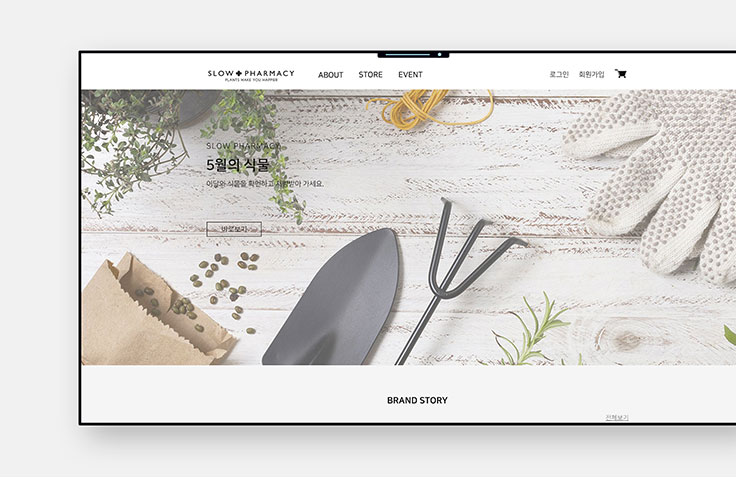 SLOW PHARMACY
PLANTS MAKE YOU HAPPIER
ABOUT STORE EVENT 로그인 회원가입
SLOW PHARMACY
5월의 식물
이달의 식물을 확인하고 처방받아 가세요.
바로보기
BRAND STORY
전체보기